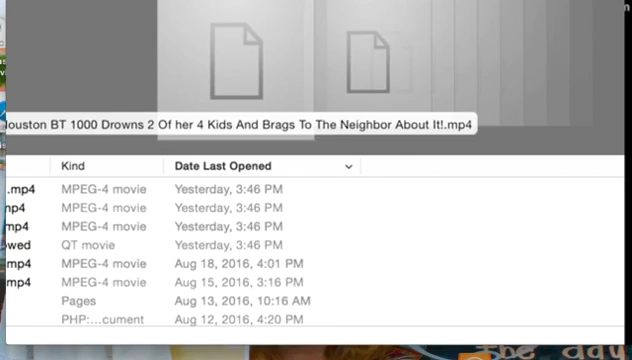 ouston BT 1000 Drowns 2 Of her 4 Kids And Brags To The Neighbor About It!.mp4
Kind Date Last Opened
.mp4 MPEG-4 movie Yesterday, 3:46 PM
mp4 MPEG-4 movie Yesterday, 3:46 PM
mp4 MPEG-4 movie Yesterday, 3:46 PM
owed QT movie Yesterday, 3:46 PM
mp4 MPEG-4 movie Aug 18, 2016, 4:01 PM
mp4 MPEG-4 movie Aug 15, 2016, 3:16 PM
Pages Aug 13, 2016, 10:16 AM
PHP:...cument Aug 12, 2016, 4:20 PM